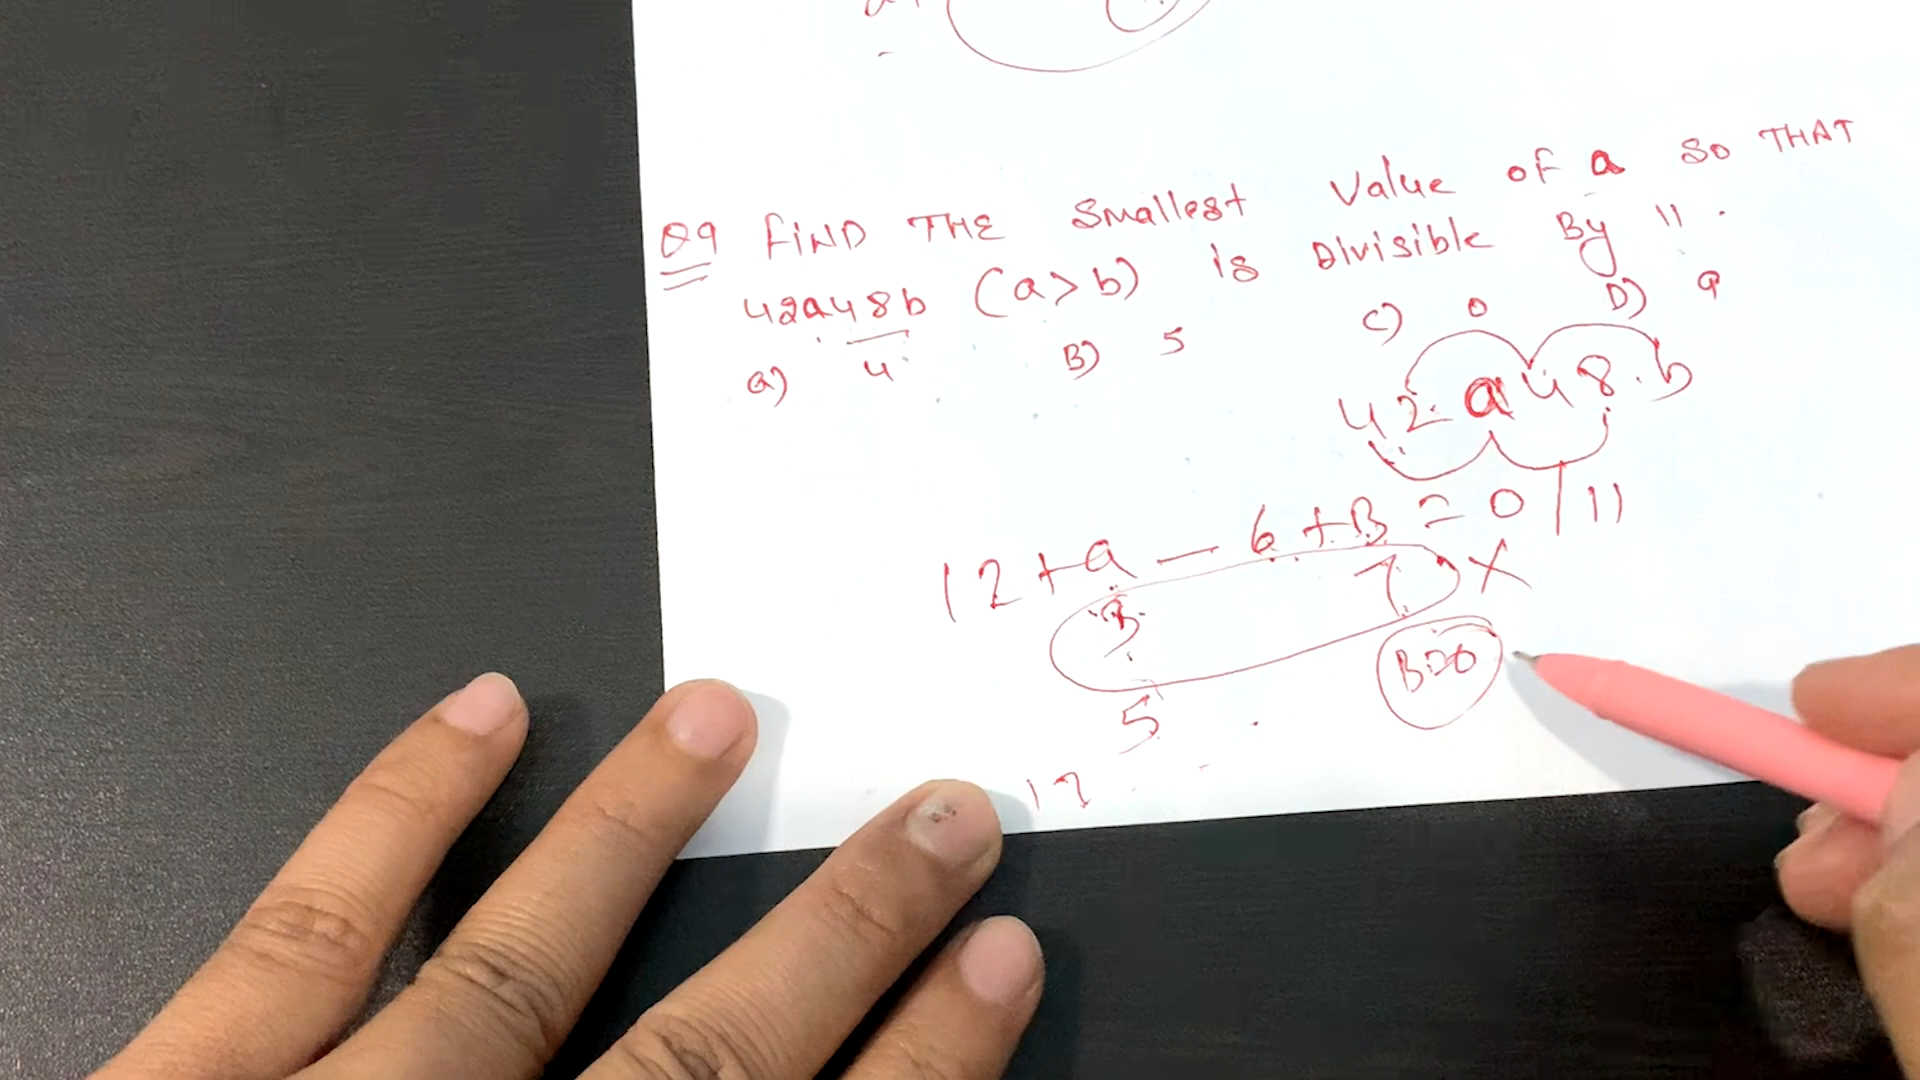 Q9 FIND THE Smallest Value OF a SO THAT
42a48b (a>b) is Divisible By 11.
a) 4 B) 5 C) 0 D) 9
42a48b
12+a — 6+B = 0/11
7 X
B=0
5